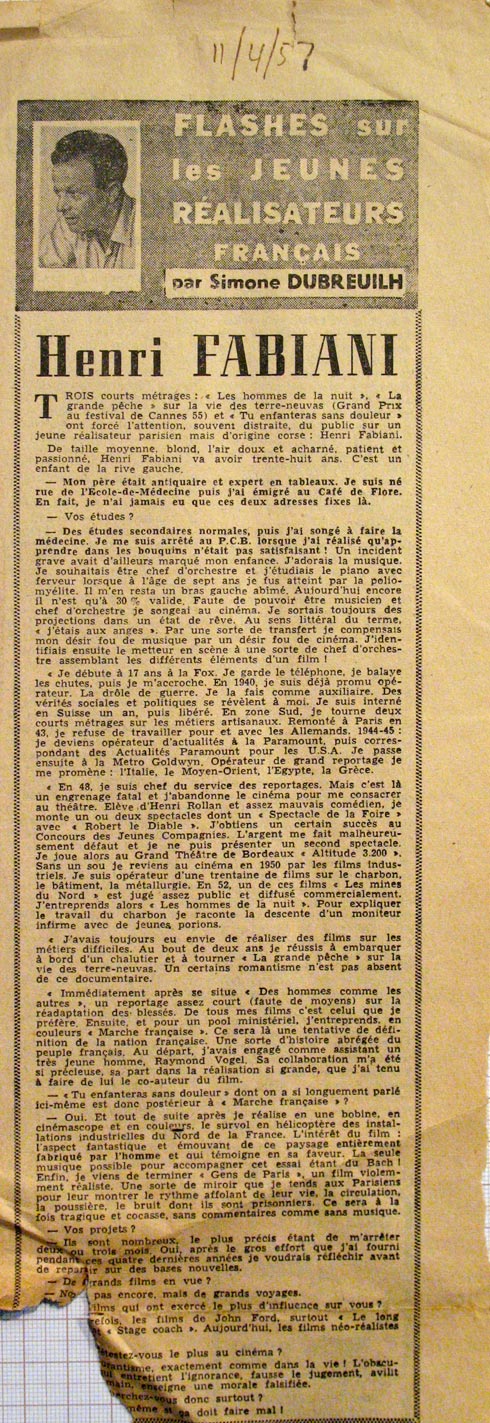 11/4/57
FLASHES sur
les JEUNES
RÉALISATEURS
FRANÇAIS
par Simone DUBREUILH
Henri FABIANI
TROIS courts métrages : « Les hommes de la nuit », « La
grande pêche » sur la vie des terre-neuvas (Grand Prix
au festival de Cannes 55) et « Tu enfanteras sans douleur »
ont forcé l'attention, souvent distraite, du public sur un
jeune réalisateur parisien mais d'origine corse : Henri Fabiani.
De taille moyenne, blond, l'air doux et acharné, patient et
passionné, Henri Fabiani va avoir trente-huit ans. C'est un
enfant de la rive gauche.
— Mon père était antiquaire et expert en tableaux. Je suis né
rue de l'Ecole-de-Médecine puis j'ai émigré au Café de Flore.
En fait, je n'ai jamais eu que ces deux adresses fixes là.
— Vos études ?
— Des études secondaires normales, puis j'ai songé à faire la
médecine. Je me suis arrêté au P.C.B. lorsque j'ai réalisé qu'ap-
prendre dans les bouquins n'était pas satisfaisant ! Un incident
grave avait d'ailleurs marqué mon enfance. J'adorais la musique.
Je souhaitais être chef d'orchestre et j'étudiais le piano avec
ferveur lorsque à l'âge de sept ans je fus atteint par la polio-
myélite. Il m'en resta un bras gauche abîmé. Aujourd'hui encore
il n'est qu'à 30 % valide. Faute de pouvoir être musicien et
chef d'orchestre je songeai au cinéma. Je sortais toujours des
projections dans un état de rêve. Au sens littéral du terme,
« j'étais aux anges ». Par une sorte de transfert je compensais
mon désir fou de musique par un désir fou de cinéma. J'iden-
tifiais ensuite le metteur en scène à une sorte de chef d'orches-
tre assemblant les différents éléments d'un film !
« Je débute à 17 ans à la Fox. Je garde le téléphone, je balaye
les chutes, puis je m'accroche. En 1940, je suis déjà promu opé-
rateur. La drôle de guerre. Je la fais comme auxiliaire. Des
vérités sociales et politiques se révèlent à moi. Je suis interné
en Suisse un an, puis libéré. En zone Sud, je tourne deux
courts métrages sur les métiers artisanaux. Remonté à Paris en
43, je refuse de travailler pour et avec les Allemands. 1944-45 :
je deviens opérateur d'actualités à la Paramount, puis corres-
pondant des Actualités Paramount pour les U.S.A. Je passe
ensuite à la Metro Goldwyn. Opérateur de grand reportage je
me promène : l'Italie, le Moyen-Orient, l'Egypte, la Grèce.
« En 48, je suis chef du service des reportages. Mais c'est là
un engrenage fatal et j'abandonne le cinéma pour me consacrer
au théâtre. Elève d'Henri Rollan et assez mauvais comédien, je
monte un ou deux spectacles dont un « Spectacle de la Foire »
avec « Robert le Diable ». J'obtiens un certain succès au
Concours des Jeunes Compagnies. L'argent me fait malheureu-
sement défaut et je ne puis présenter un second spectacle.
Je joue alors au Grand Théâtre de Bordeaux « Altitude 3.200 ».
Sans un sou je reviens au cinéma en 1950 par les films indus-
triels. Je suis opérateur d'une trentaine de films sur le charbon,
le bâtiment, la métallurgie. En 52, un de ces films « Les mines
du Nord » est jugé assez public et diffusé commercialement.
J'entreprends alors « Les hommes de la nuit ». Pour expliquer
le travail du charbon je raconte la descente d'un moniteur
infirme avec de jeunes porions.
« J'avais toujours eu envie de réaliser des films sur les
métiers difficiles. Au bout de deux ans je réussis à embarquer
à bord d'un chalutier et à tourner « La grande pêche » sur la
vie des terre-neuvas. Un certains romantisme n'est pas absent
de ce documentaire.
« Immédiatement après se situe « Des hommes comme les
autres », un reportage assez court (faute de moyens) sur la
réadaptation des blessés. De tous mes films c'est celui que je
préfère. Ensuite, et pour un pool ministériel, j'entreprends, en
couleurs « Marche française ». Ce sera là une tentative de défi-
nition de la nation française. Une sorte d'histoire abrégée du
peuple français. Au départ, j'avais engagé comme assistant un
très jeune homme, Raymond Vogel. Sa collaboration m'a été
si précieuse, sa part dans la réalisation si grande, que j'ai tenu
à faire de lui le co-auteur du film.
— « Tu enfanteras sans douleur » dont on a si longuement parlé
ici-même est donc postérieur à « Marche française » ?
— Oui. Et tout de suite après je réalise en une bobine, en
cinémascope et en couleurs, le survol en hélicoptère des instal-
lations industrielles du Nord de la France. L'intérêt du film :
l'aspect fantastique et émouvant de ce paysage entièrement
fabriqué par l'homme et qui témoigne en sa faveur. La seule
musique possible pour accompagner cet essai étant du Bach !
Enfin, je viens de terminer « Gens de Paris », un film violem-
ment réaliste. Une sorte de miroir que je tends aux Parisiens
pour leur montrer le rythme affolant de leur vie, la circulation,
la poussière, le bruit dont ils sont prisonniers. Ce sera à la
fois tragique et cocasse, sans commentaires comme sans musique.
— Vos projets ?
— Ils sont nombreux, le plus précis étant de m'arrêter
deux ou trois mois. Oui, après le gros effort que j'ai fourni
pendant ces quatre dernières années je voudrais réfléchir avant
de repartir sur des bases nouvelles.
— De grands films en vue ?
— Non pas encore, mais de grands voyages.
films qui ont exercé le plus d'influence sur vous ?
les films de John Ford, surtout « Le long
et « Stage coach ». Aujourd'hui, les films néo-réalistes
le plus au cinéma ?
exactement comme dans la vie ! L'obscu-
entretient l'ignorance, fausse le jugement, avilit
enseigne une morale falsifiée.
donc surtout ?
même si ça doit faire mal !